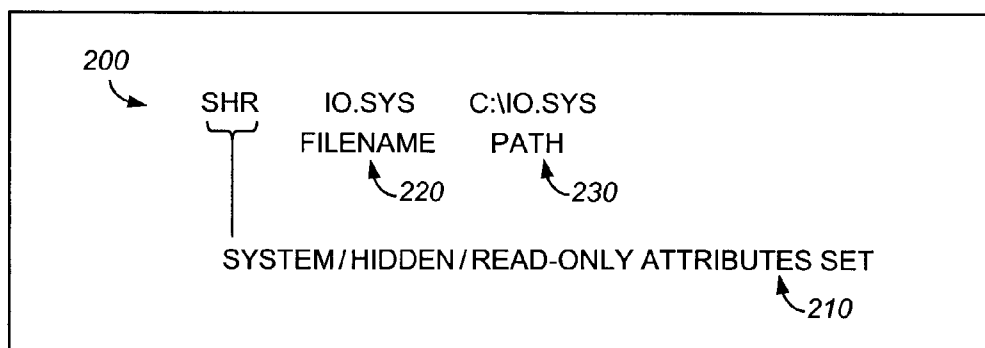 200
SHR IO.SYS C:\IO.SYS
FILENAME PATH
220 230
SYSTEM/HIDDEN/READ-ONLY ATTRIBUTES SET
210